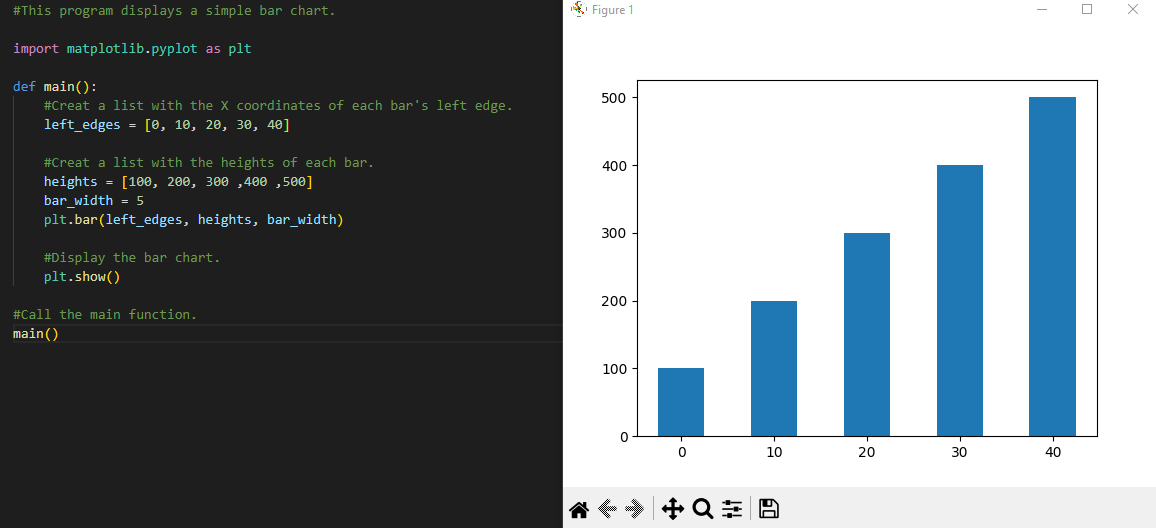 #This program displays a simple bar chart.
import matplotlib.pyplot as plt
def main():
#Creat a list with the X coordinates of each bar's left edge.
left_edges = [0, 10, 20, 30, 40]
#Creat a list with the heights of each bar.
heights = [100, 200, 300 ,400 ,500]
bar_width = 5
plt.bar(left_edges, heights, bar_width)
#Display the bar chart.
plt.show()
#Call the main function.
main()
Figure 1
500
400
300
200
100
0
0 10 20 30 40